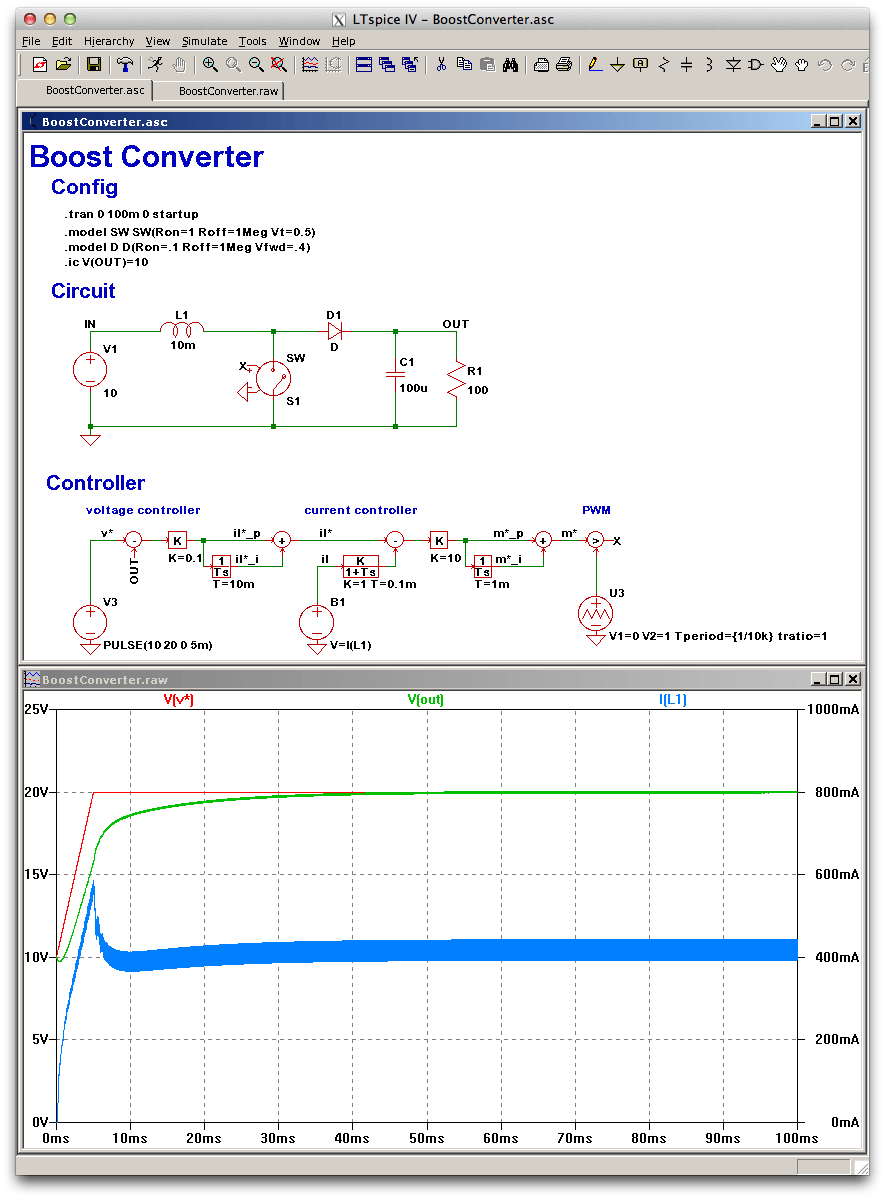 LTspice IV – BoostConverter.asc
File Edit Hierarchy View Simulate Tools Window Help
BoostConverter.asc BoostConverter.raw
BoostConverter.asc
Boost Converter
Config
.tran 0 100m 0 startup
.model SW SW(Ron=1 Roff=1Meg Vt=0.5)
.model D D(Ron=.1 Roff=1Meg Vfwd=.4)
.ic V(OUT)=10
Circuit
IN L1 D1 OUT
10m D
V1 X SW C1 R1
10 S1 100u 100
Controller
voltage controller current controller PWM
v* K il*_p il* K m*_p m* X
K=0.1 il*_i il K K=10 m*_i
OUT 1 1+Ts 1
Ts K=1 T=0.1m Ts
T=10m T=1m
V3 B1 U3
PULSE(10 20 0 5m) V=I(L1) V1=0 V2=1 Tperiod={1/10k} tratio=1
BoostConverter.raw
V(v*) V(out) I(L1)
25V 1000mA
20V 800mA
15V 600mA
10V 400mA
5V 200mA
0V 0mA
0ms 10ms 20ms 30ms 40ms 50ms 60ms 70ms 80ms 90ms 100ms